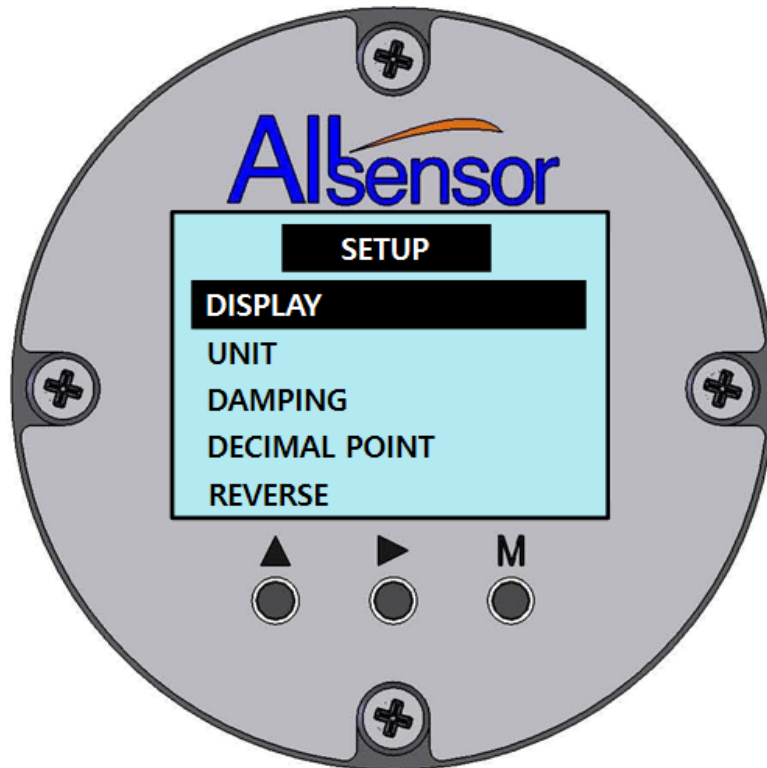 Allsensor
SETUP
DISPLAY
UNIT
DAMPING
DECIMAL POINT
REVERSE
▲ ▶ M